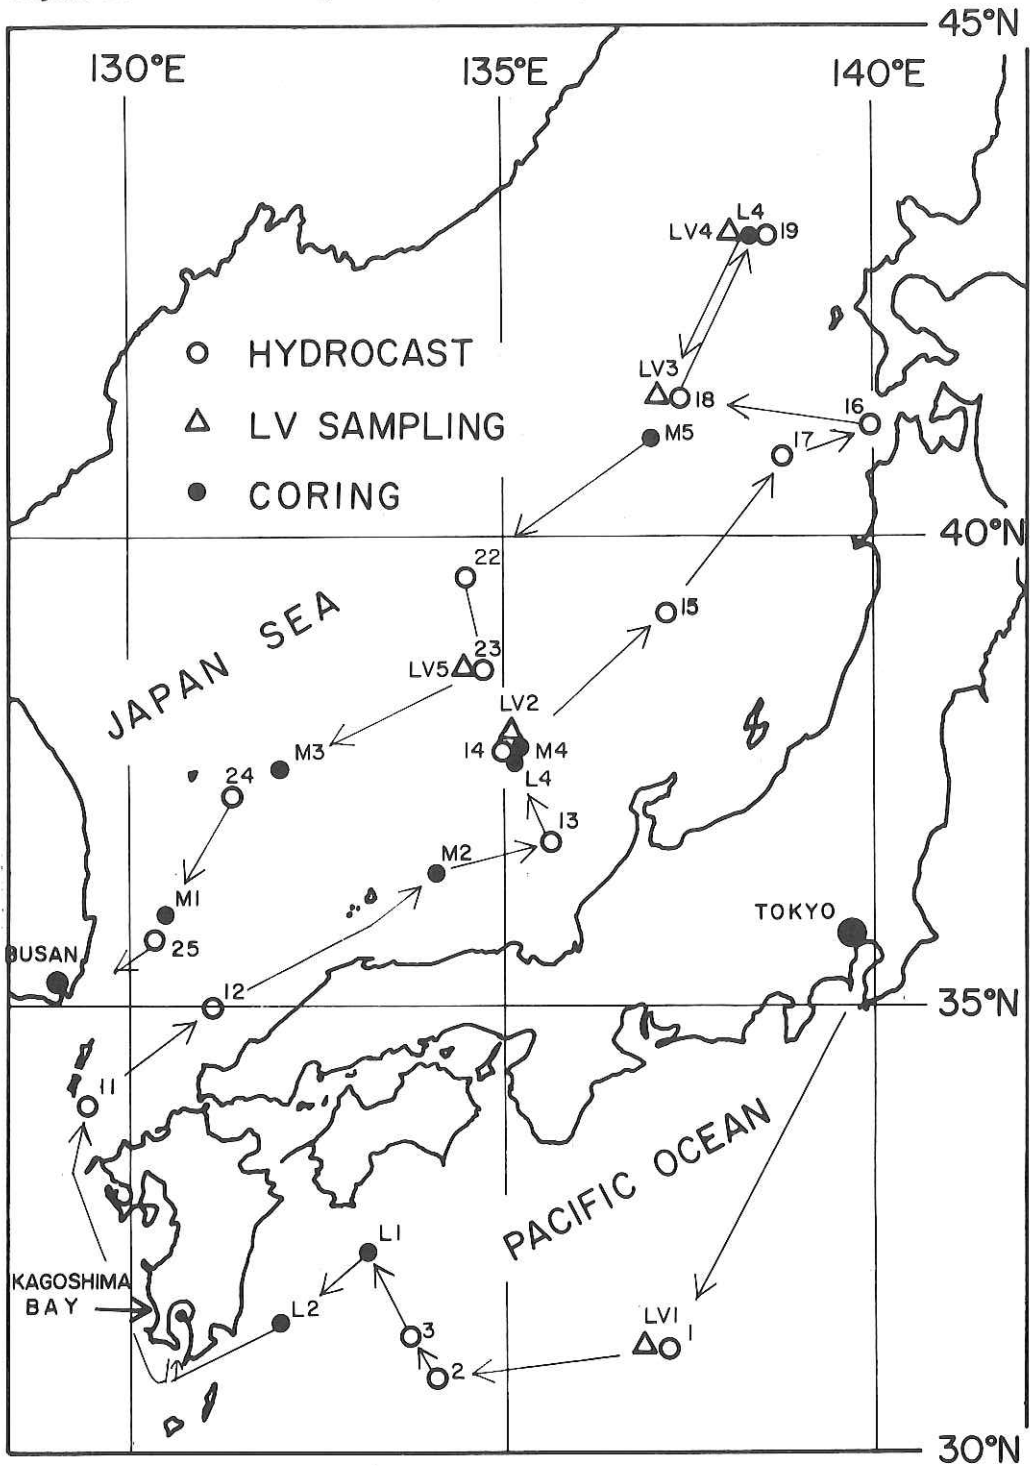 45°N
130°E 135°E 140°E
L4
LV4 19
HYDROCAST
LV3
18
16
LV SAMPLING
M5
17
CORING
40°N
22
JAPAN SEA
15
23
LV5
LV2
14 M4
M3
24
L4
13
M2
M1
TOKYO
25
BUSAN
12
35°N
11
PACIFIC OCEAN
L1
KAGOSHIMA
BAY
L2
LV1
3
1
2
30°N